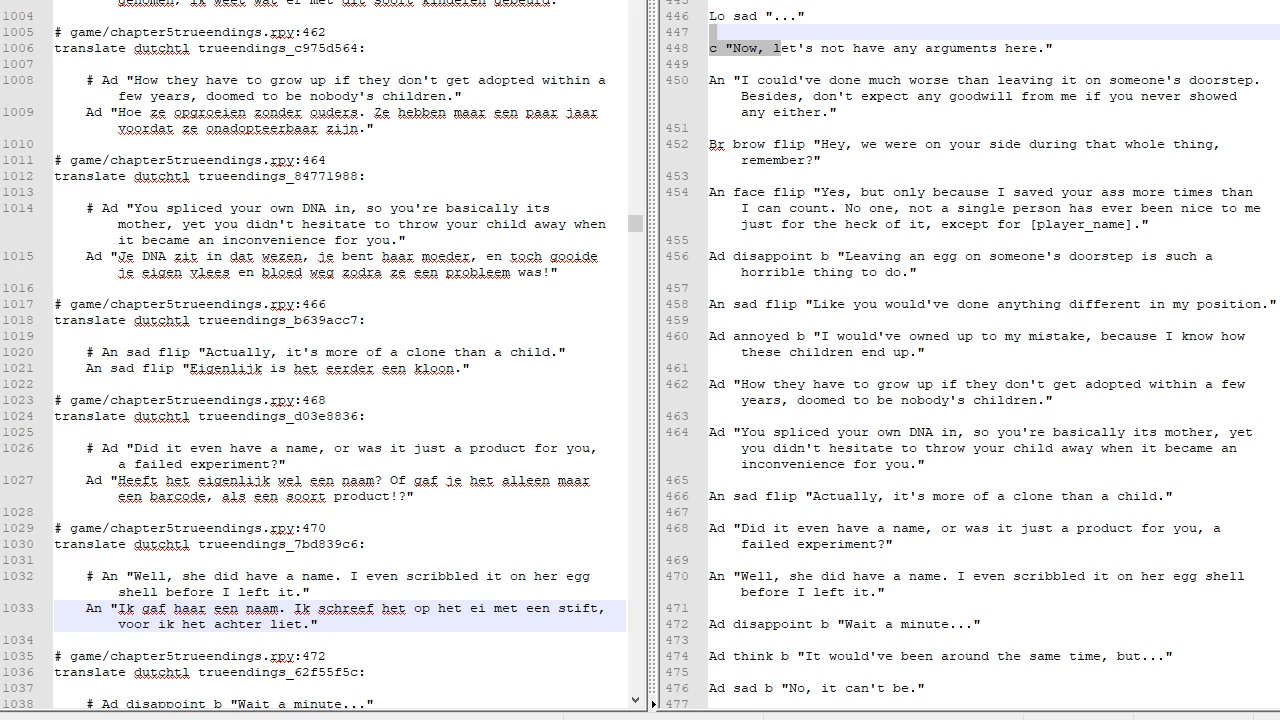 1004 genomen, ik weet wat er met dit soort kinderen gebeurd."
1005 # game/chapter5trueendings.rpy:462
1006 translate dutchtl trueendings_c975d564:
1007
1008 # Ad "How they have to grow up if they don't get adopted within a
few years, doomed to be nobody's children."
1009 Ad "Hoe ze opgroeien zonder ouders. Ze hebben maar een paar jaar
voordat ze onadopteerbaar zijn."
1010
1011 # game/chapter5trueendings.rpy:464
1012 translate dutchtl trueendings_84771988:
1013
1014 # Ad "You spliced your own DNA in, so you're basically its
mother, yet you didn't hesitate to throw your child away when
it became an inconvenience for you."
1015 Ad "Je DNA zit in dat wezen, je bent haar moeder, en toch gooide
je eigen vlees en bloed weg zodra ze een probleem was!"
1016
1017 # game/chapter5trueendings.rpy:466
1018 translate dutchtl trueendings_b639acc7:
1019
1020 # An sad flip "Actually, it's more of a clone than a child."
1021 An sad flip "Eigenlijk is het eerder een kloon."
1022
1023 # game/chapter5trueendings.rpy:468
1024 translate dutchtl trueendings_d03e8836:
1025
1026 # Ad "Did it even have a name, or was it just a product for you,
a failed experiment?"
1027 Ad "Heeft het eigenlijk wel een naam? Of gaf je het alleen maar
een barcode, als een soort product!?"
1028
1029 # game/chapter5trueendings.rpy:470
1030 translate dutchtl trueendings_7bd839c6:
1031
1032 # An "Well, she did have a name. I even scribbled it on her egg
shell before I left it."
1033 An "Ik gaf haar een naam. Ik schreef het op het ei met een stift,
voor ik het achter liet."
1034
1035 # game/chapter5trueendings.rpy:472
1036 translate dutchtl trueendings_62f55f5c:
1037
1038 # Ad disappoint b "Wait a minute..."
445
446 Lo sad "..."
447
448 c "Now, let's not have any arguments here."
449
450 An "I could've done much worse than leaving it on someone's doorstep.
Besides, don't expect any goodwill from me if you never showed
any either."
451
452 Br brow flip "Hey, we were on your side during that whole thing,
remember?"
453
454 An face flip "Yes, but only because I saved your ass more times than
I can count. No one, not a single person has ever been nice to me
just for the heck of it, except for [player_name]."
455
456 Ad disappoint b "Leaving an egg on someone's doorstep is such a
horrible thing to do."
457
458 An sad flip "Like you would've done anything different in my position."
459
460 Ad annoyed b "I would've owned up to my mistake, because I know how
these children end up."
461
462 Ad "How they have to grow up if they don't get adopted within a few
years, doomed to be nobody's children."
463
464 Ad "You spliced your own DNA in, so you're basically its mother, yet
you didn't hesitate to throw your child away when it became an
inconvenience for you."
465
466 An sad flip "Actually, it's more of a clone than a child."
467
468 Ad "Did it even have a name, or was it just a product for you, a
failed experiment?"
469
470 An "Well, she did have a name. I even scribbled it on her egg shell
before I left it."
471
472 Ad disappoint b "Wait a minute..."
473
474 Ad think b "It would've been around the same time, but..."
475
476 Ad sad b "No, it can't be."
477